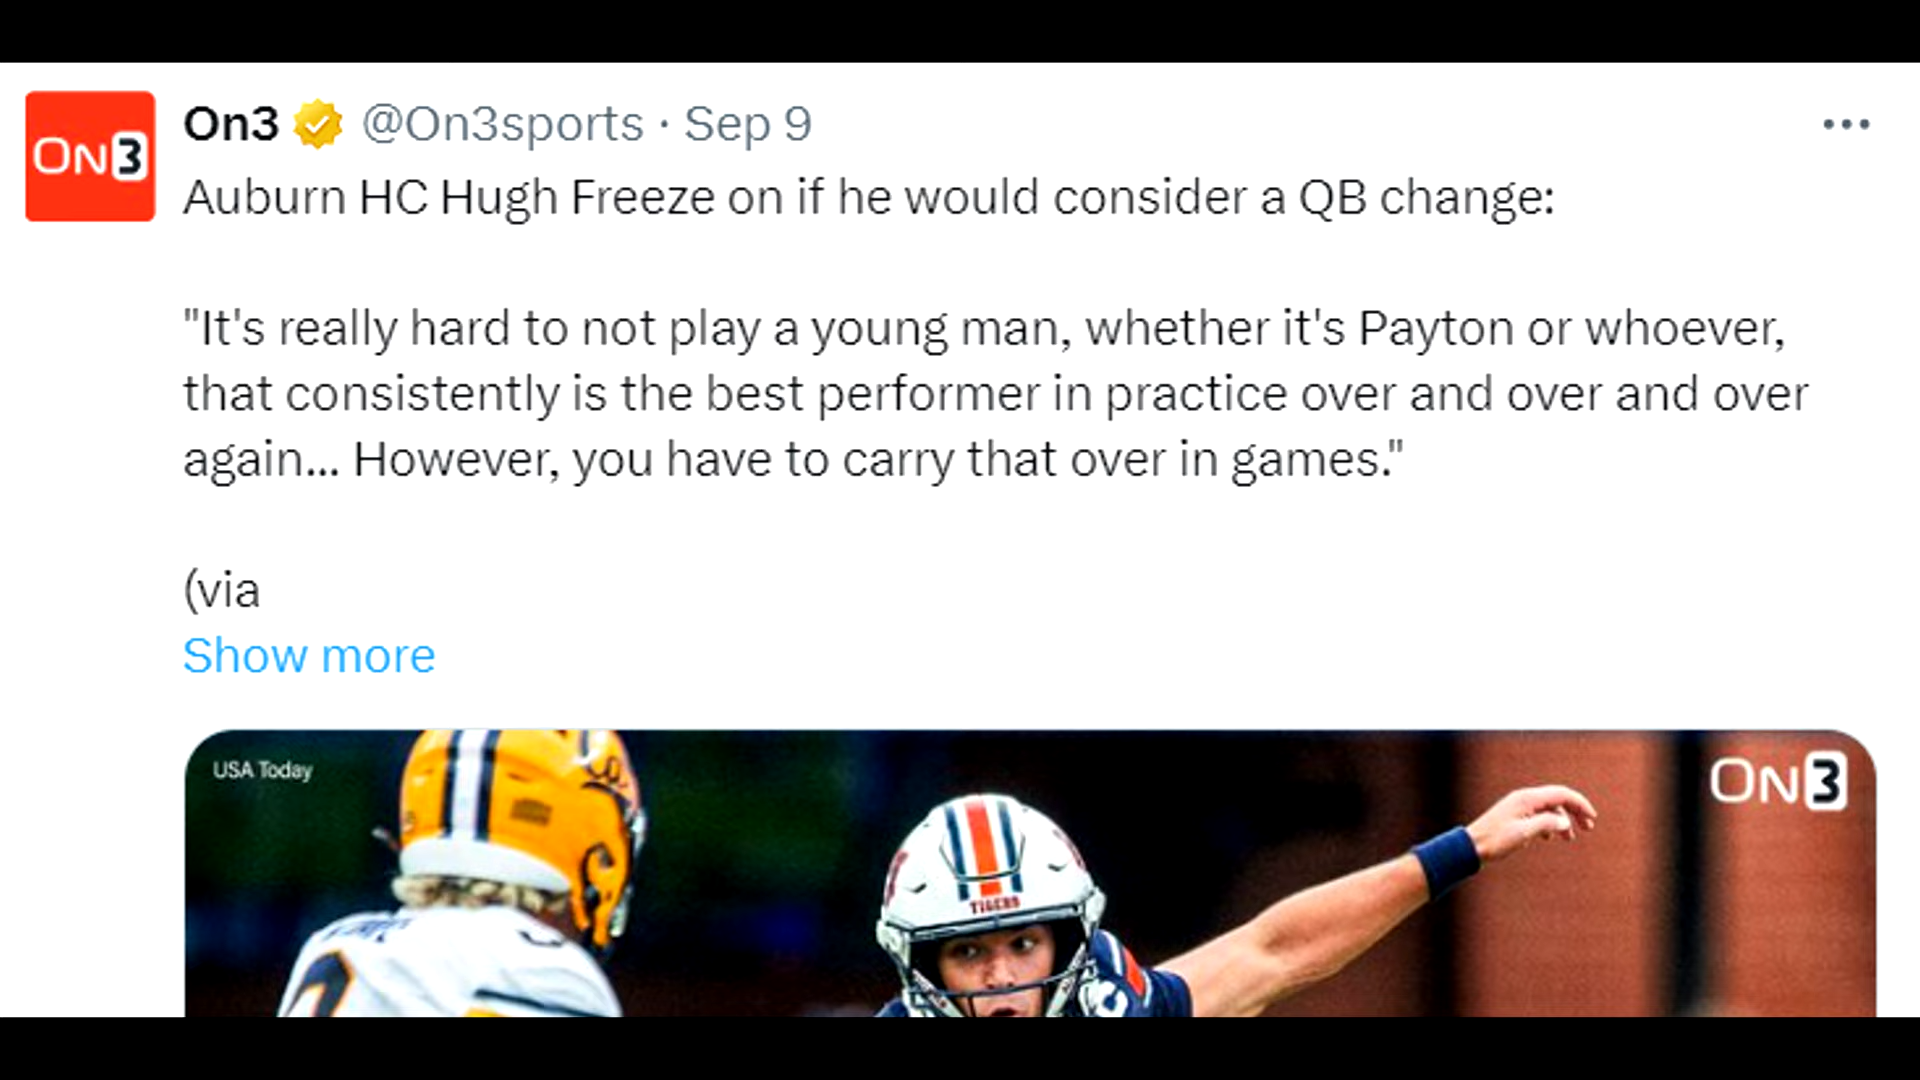 ON3
On3 @On3sports · Sep 9
Auburn HC Hugh Freeze on if he would consider a QB change:
"It's really hard to not play a young man, whether it's Payton or whoever,
that consistently is the best performer in practice over and over and over
again... However, you have to carry that over in games."
(via
Show more
USA Today
ON3
Cal
TIGERS
C